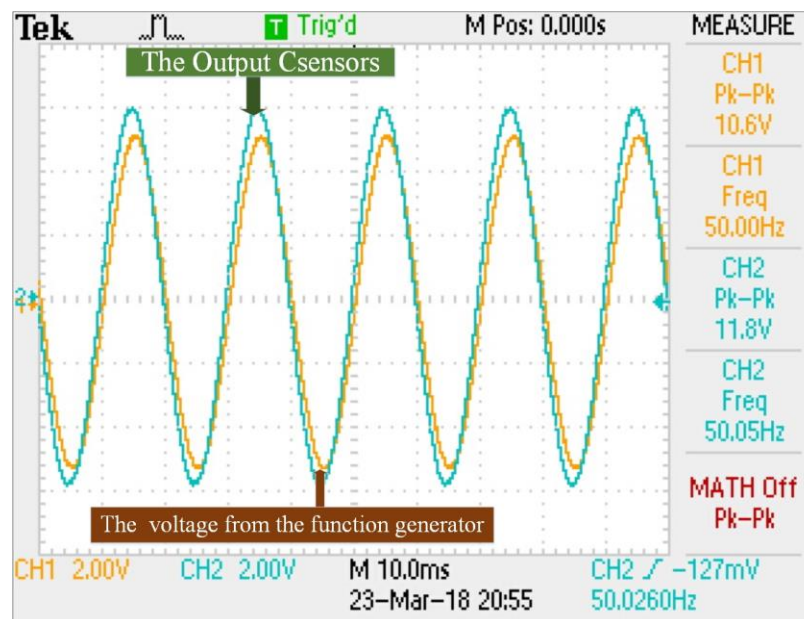 Tek
T Trig'd
M Pos: 0.000s
MEASURE
The Output Csensors
CH1
Pk-Pk
10.6V
CH1
Freq
50.00Hz
2
CH2
Pk-Pk
11.8V
CH2
Freq
50.05Hz
MATH Off
Pk-Pk
The voltage from the function generator
CH1 2.00V
CH2 2.00V
M 10.0ms
CH2 -127mV
23-Mar-18 20:55
50.0260Hz